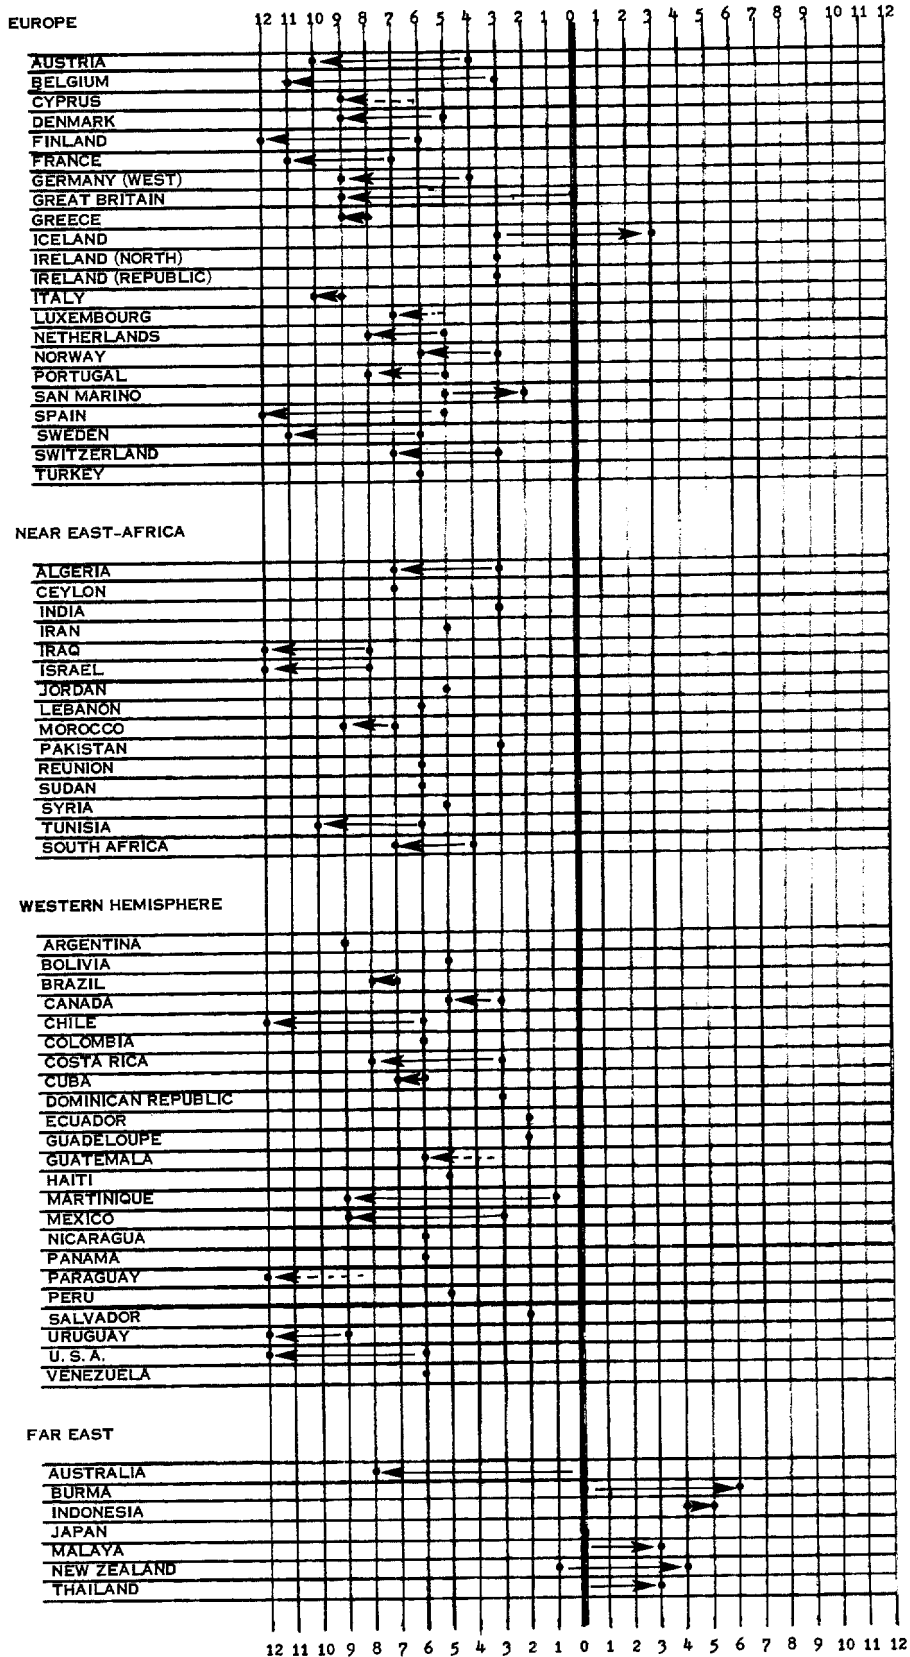 EUROPE 12 11 10 9 8 7 6 5 4 3 2 1 0 1 2 3 4 5 6 7 8 9 10 11 12
AUSTRIA
BELGIUM
CYPRUS
DENMARK
FINLAND
FRANCE
GERMANY (WEST)
GREAT BRITAIN
GREECE
ICELAND
IRELAND (NORTH)
IRELAND (REPUBLIC)
ITALY
LUXEMBOURG
NETHERLANDS
NORWAY
PORTUGAL
SAN MARINO
SPAIN
SWEDEN
SWITZERLAND
TURKEY
NEAR EAST-AFRICA
ALGERIA
CEYLON
INDIA
IRAN
IRAQ
ISRAEL
JORDAN
LEBANON
MOROCCO
PAKISTAN
REUNION
SUDAN
SYRIA
TUNISIA
SOUTH AFRICA
WESTERN HEMISPHERE
ARGENTINA
BOLIVIA
BRAZIL
CANADA
CHILE
COLOMBIA
COSTA RICA
CUBA
DOMINICAN REPUBLIC
ECUADOR
GUADELOUPE
GUATEMALA
HAITI
MARTINIQUE
MEXICO
NICARAGUA
PANAMA
PARAGUAY
PERU
SALVADOR
URUGUAY
U. S. A.
VENEZUELA
FAR EAST
AUSTRALIA
BURMA
INDONESIA
JAPAN
MALAYA
NEW ZEALAND
THAILAND
12 11 10 9 8 7 6 5 4 3 2 1 0 1 2 3 4 5 6 7 8 9 10 11 12